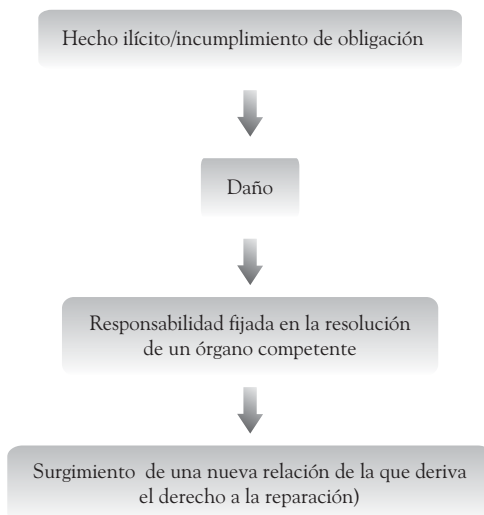 Hecho ilícito/incumplimiento de obligación
Daño
Responsabilidad fijada en la resolución
de un órgano competente
Surgimiento de una nueva relación de la que deriva
el derecho a la reparación)